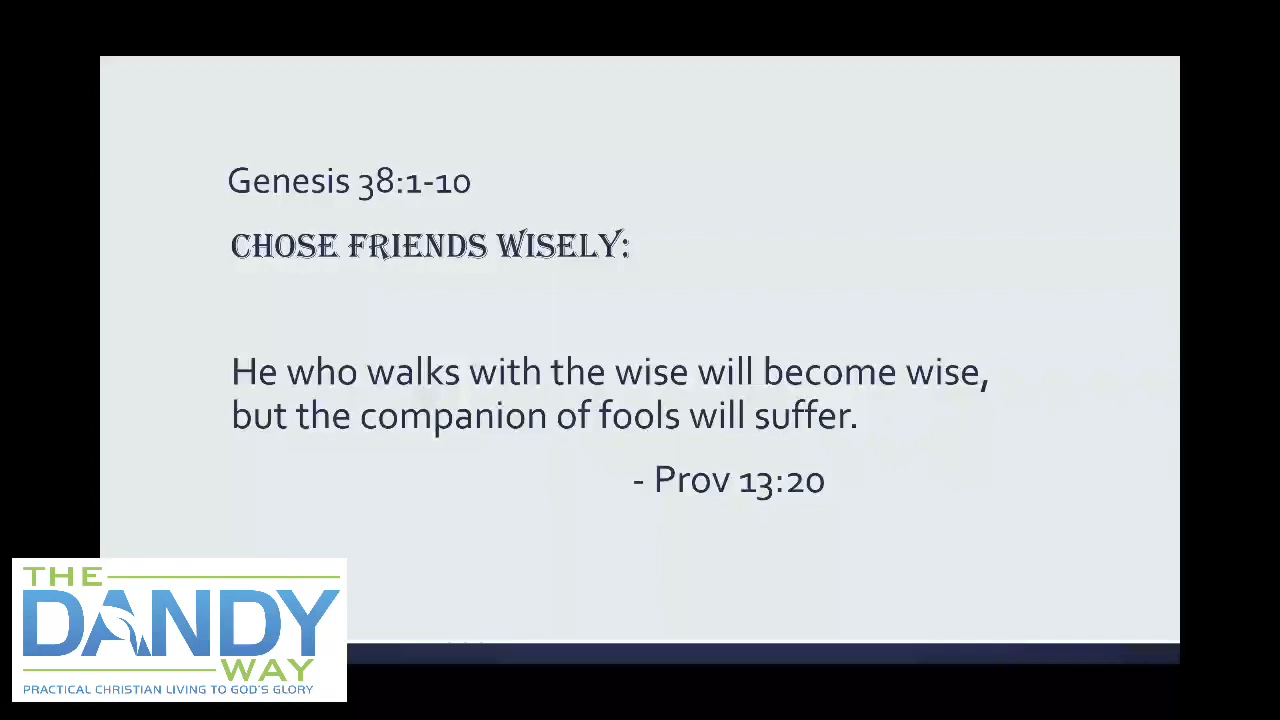 Genesis 38:1-10
CHOSE FRIENDS WISELY:
He who walks with the wise will become wise,
but the companion of fools will suffer.
- Prov 13:20
THE
DANDY
WAY
PRACTICAL CHRISTIAN LIVING TO GOD'S GLORY